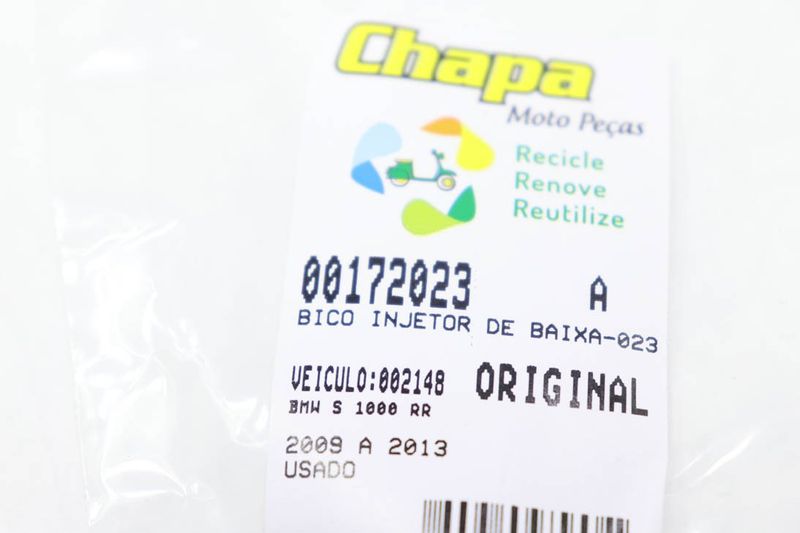 Chapa
Moto Peças
Recicle
Renove
Reutilize
00172023 A
BICO INJETOR DE BAIXA-023
VEICULO:002148 ORIGINAL
BMW S 1000 RR
2009 A 2013
USADO